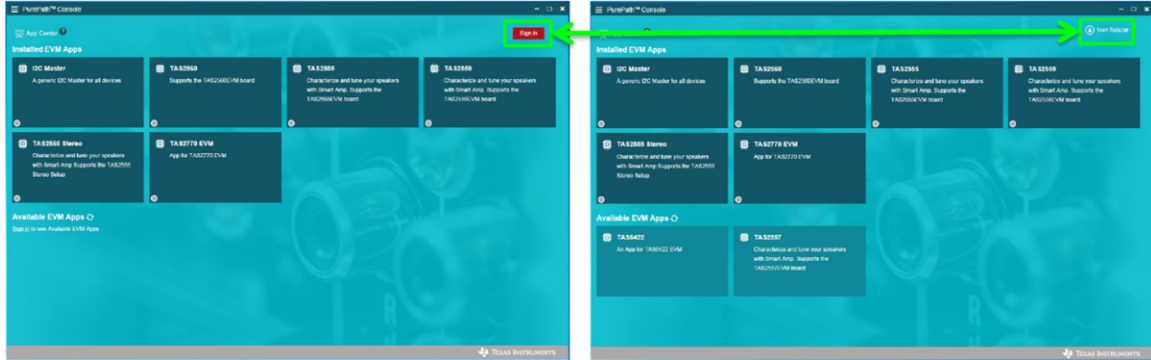 PurePath™ Console
App Center
Sign In
Installed EVM Apps
I2C Master
A generic I2C Master for all devices
TAS2560
Supports the TAS2560EVM board
TAS2555
Characterize and tune your speakers
with Smart Amp. Supports the
TAS2555EVM board
TAS2559
Characterize and tune your speakers
with Smart Amp. Supports the
TAS2559EVM board
TAS2555 Stereo
Characterize and tune your speakers
with Smart Amp Supports the TAS2555
Stereo Setup
TAS2770 EVM
App for TAS2770 EVM
Available EVM Apps
Sign in to see Available EVM Apps
TEXAS INSTRUMENTS
PurePath™ Console
Ivan Salazar
Installed EVM Apps
I2C Master
A generic I2C Master for all devices
TAS2560
Supports the TAS2560EVM board
TAS2555
Characterize and tune your speakers
with Smart Amp. Supports the
TAS2555EVM board
TAS2559
Characterize and tune your speakers
with Smart Amp. Supports the
TAS2559EVM board
TAS2555 Stereo
Characterize and tune your speakers
with Smart Amp Supports the TAS2555
Stereo Setup
TAS2770 EVM
App for TAS2770 EVM
Available EVM Apps
TAS6422
An App for TAS6422 EVM
TAS2557
Characterize and tune your speakers
with Smart Amp. Supports the
TAS2557EVM board
TEXAS INSTRUMENTS